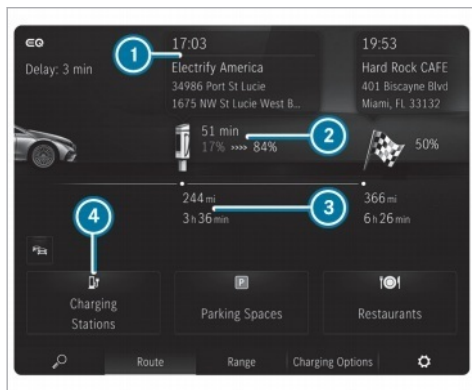 EQ
Delay: 3 min
1
17:03
Electrify America
34986 Port St Lucie
1675 NW St Lucie West B...
19:53
Hard Rock CAFE
401 Biscayne Blvd
Miami, FL 33132
51 min
17% »»» 84%
2
50%
244 mi
3 h 36 min
3
366 mi
6 h 26 min
4
Charging
Stations
P
Parking Spaces
Restaurants
Route
Range
Charging Options